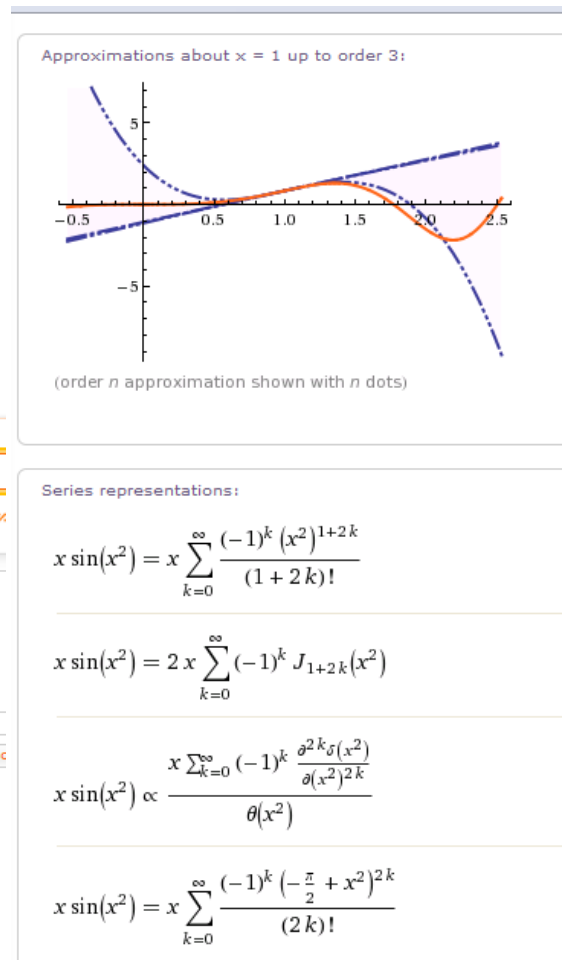 Approximations about x = 1 up to order 3:
5
−0.5 0.5 1.0 1.5 2.0 2.5
−5
(order n approximation shown with n dots)
Series representations:
x sin(x²) = x ∑_{k=0}^{∞} (−1)^k (x²)^{1+2k} / (1 + 2 k)!
x sin(x²) = 2 x ∑_{k=0}^{∞} (−1)^k J_{1+2k}(x²)
x sin(x²) ∝ x ∑_{k=0}^{∞} (−1)^k ∂^{2k}δ(x²)/∂(x²)^{2k} / θ(x²)
x sin(x²) = x ∑_{k=0}^{∞} (−1)^k (−π/2 + x²)^{2k} / (2 k)!